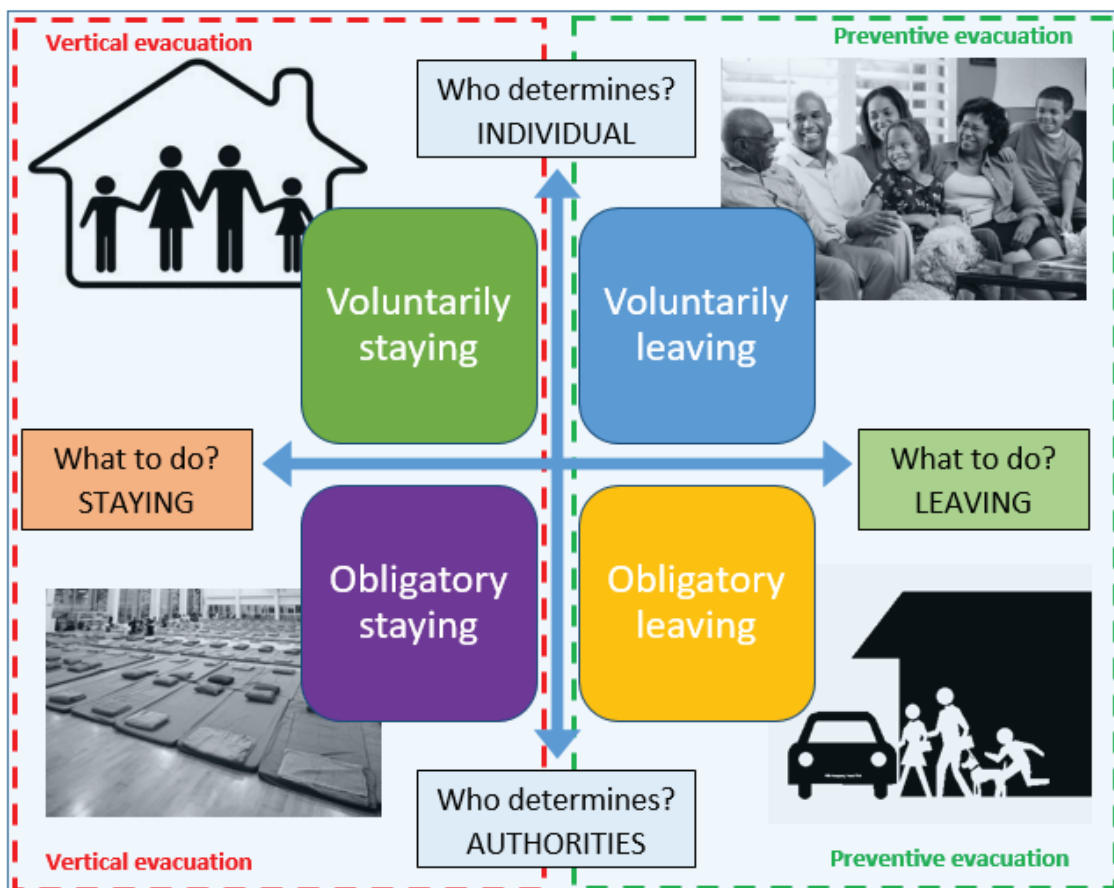 Vertical evacuation
Preventive evacuation
Who determines?
INDIVIDUAL
Voluntarily
staying
Voluntarily
leaving
What to do?
STAYING
What to do?
LEAVING
Obligatory
staying
Obligatory
leaving
Who determines?
AUTHORITIES
Vertical evacuation
Preventive evacuation